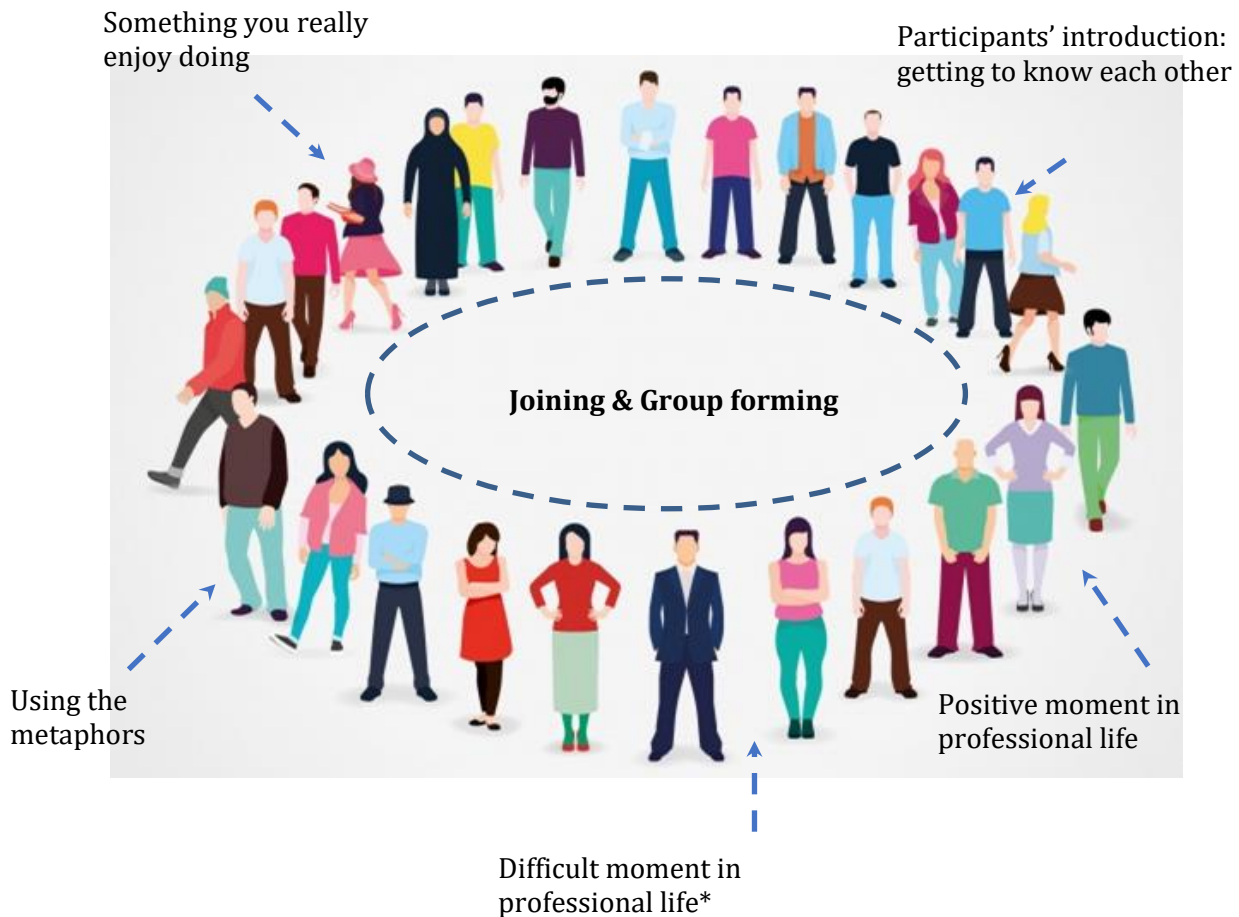 Something you really
enjoy doing
Participants’ introduction:
getting to know each other
Joining & Group forming
Using the
metaphors
Positive moment in
professional life
Difficult moment in
professional life*